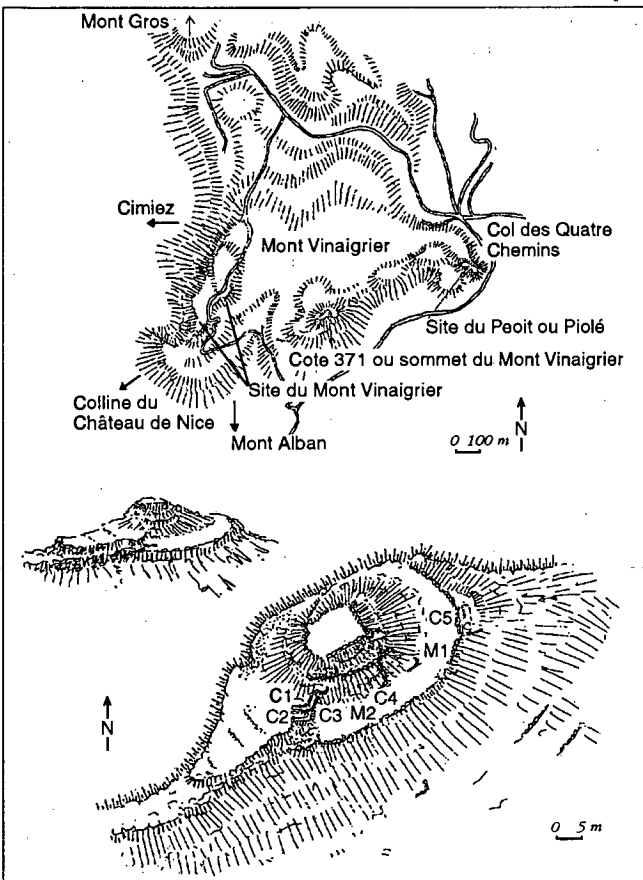 Mont Gros
Cimiez
Mont Vinaigrier
Col des Quatre
Chemins
Site du Peoit ou Piolé
Cote 371 ou sommet du Mont Vinaigrier
Site du Mont Vinaigrier
Colline du
Château de Nice
Mont Alban
0 100 m
N
N
C5
M1
C1
C4
C2
C3
M2
0 5 m